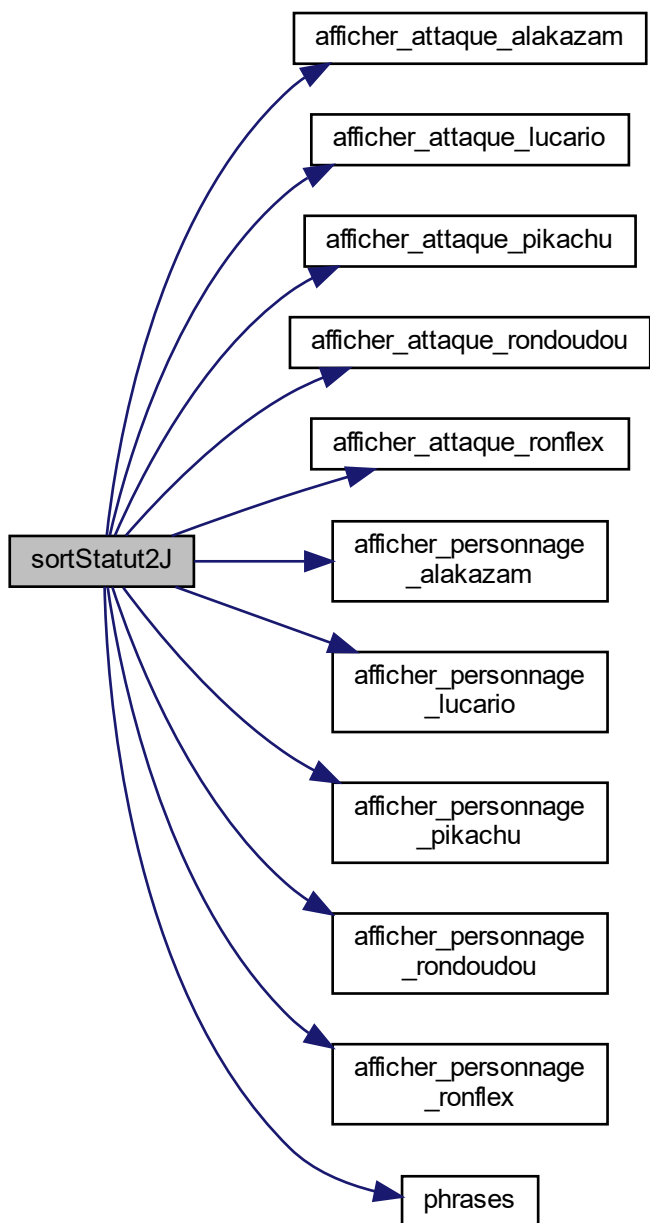 afficher_attaque_alakazam
afficher_attaque_lucario
afficher_attaque_pikachu
afficher_attaque_rondoudou
afficher_attaque_ronflex
sortStatut2J
afficher_personnage
_alakazam
afficher_personnage
_lucario
afficher_personnage
_pikachu
afficher_personnage
_rondoudou
afficher_personnage
_ronflex
phrases